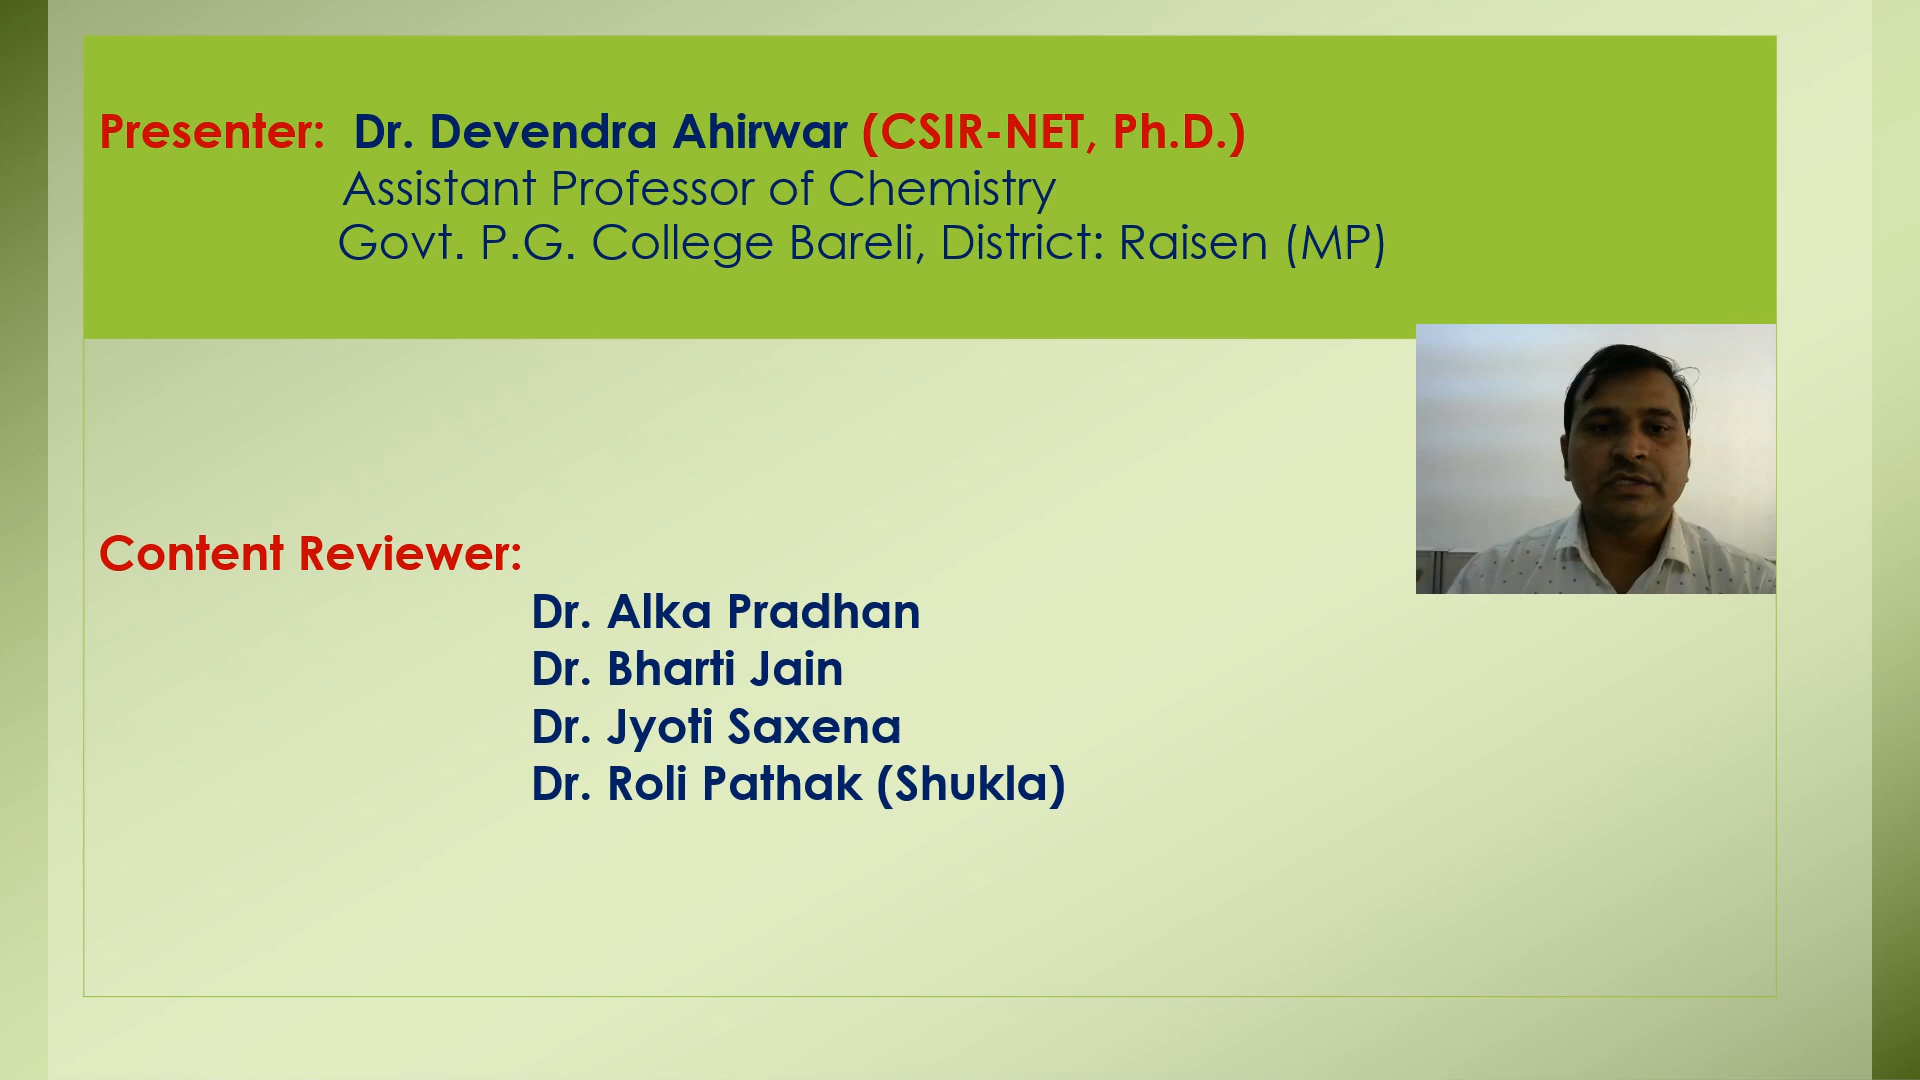 Presenter: Dr. Devendra Ahirwar (CSIR-NET, Ph.D.)
Assistant Professor of Chemistry
Govt. P.G. College Bareli, District: Raisen (MP)
Content Reviewer:
Dr. Alka Pradhan
Dr. Bharti Jain
Dr. Jyoti Saxena
Dr. Roli Pathak (Shukla)